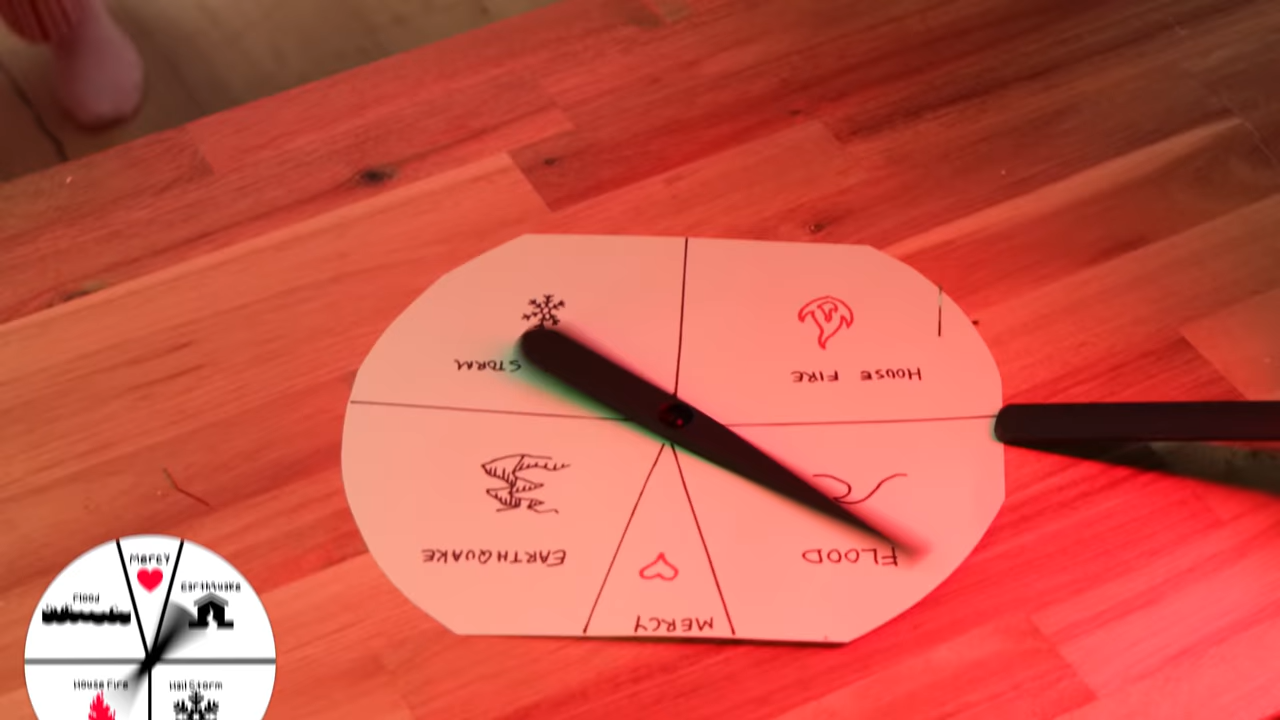 STORM
HOUSE FIRE
EARTHQUAKE
FLOOD
MERCY
Mercy
Earthquake
Flood
House Fire
Hail Storm